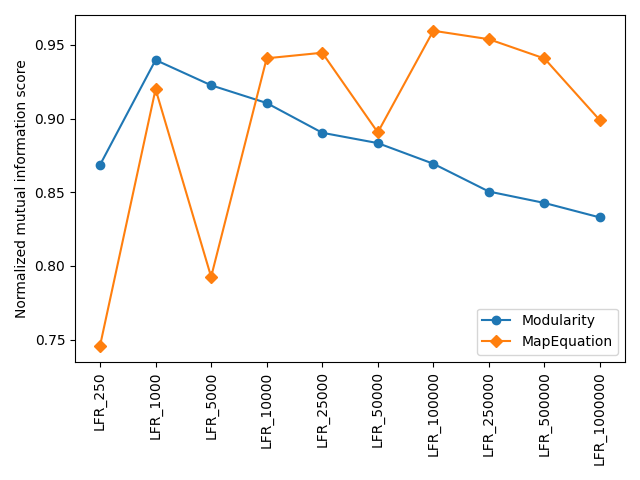 Normalized mutual information score
0.95
0.90
0.85
0.80
0.75
Modularity
MapEquation
LFR_250
LFR_1000
LFR_5000
LFR_10000
LFR_25000
LFR_50000
LFR_100000
LFR_250000
LFR_500000
LFR_1000000